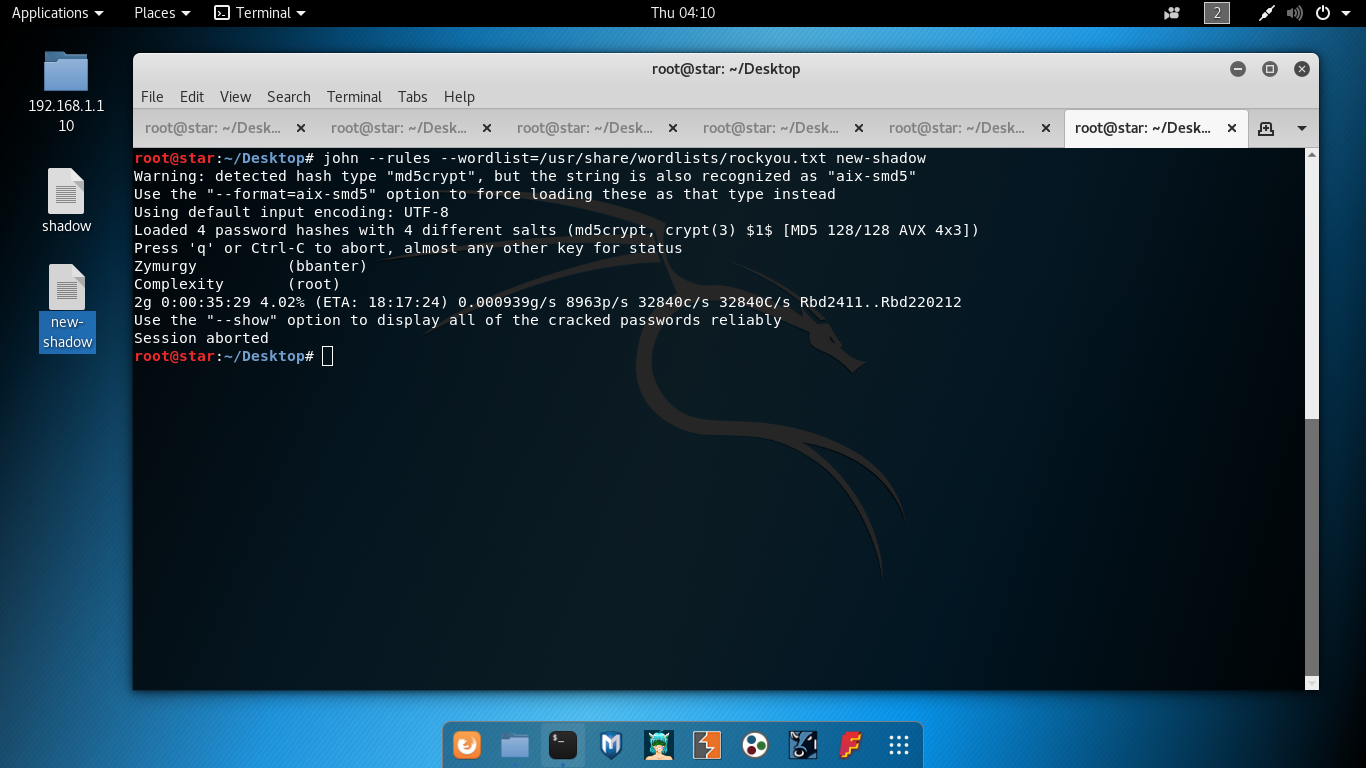 Applications Places Terminal Thu 04:10 2
192.168.1.1
10
shadow
new-
shadow
root@star: ~/Desktop
File Edit View Search Terminal Tabs Help
root@star: ~/Desk... root@star: ~/Desk... root@star: ~/Desk... root@star: ~/Desk... root@star: ~/Desk... root@star: ~/Desk...
root@star:~/Desktop# john --rules --wordlist=/usr/share/wordlists/rockyou.txt new-shadow
Warning: detected hash type "md5crypt", but the string is also recognized as "aix-smd5"
Use the "--format=aix-smd5" option to force loading these as that type instead
Using default input encoding: UTF-8
Loaded 4 password hashes with 4 different salts (md5crypt, crypt(3) $1$ [MD5 128/128 AVX 4x3])
Press 'q' or Ctrl-C to abort, almost any other key for status
Zymurgy (bbanter)
Complexity (root)
2g 0:00:35:29 4.02% (ETA: 18:17:24) 0.000939g/s 8963p/s 32840c/s 32840C/s Rbd2411..Rbd220212
Use the "--show" option to display all of the cracked passwords reliably
Session aborted
root@star:~/Desktop#